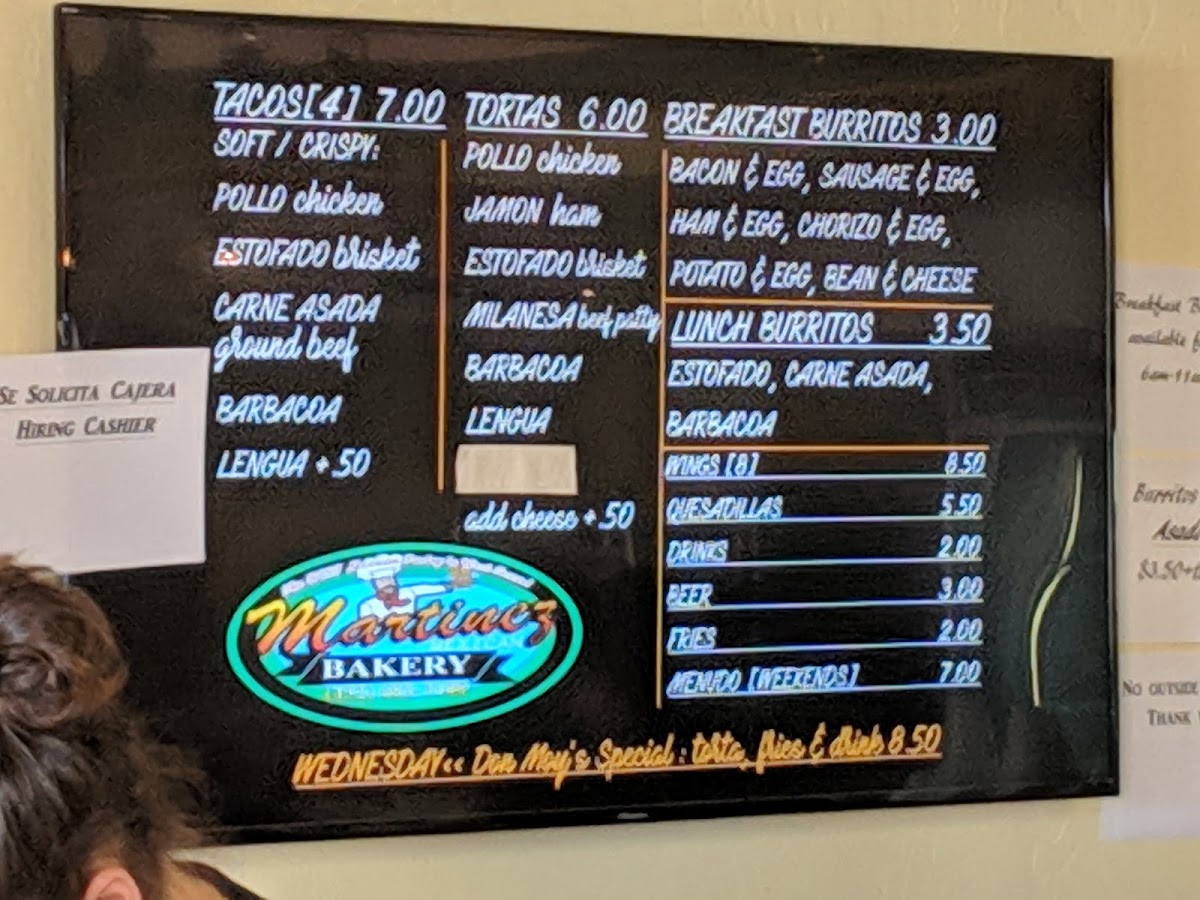 TACOS[4] 7.00
SOFT / CRISPY:
POLLO chicken
ESTOFADO brisket
CARNE ASADA
ground beef
BARBACOA
LENGUA +.50
TORTAS 6.00
POLLO chicken
JAMON ham
ESTOFADO brisket
MILANESA beef patty
BARBACOA
LENGUA
add cheese +.50
BREAKFAST BURRITOS 3.00
BACON & EGG, SAUSAGE & EGG,
HAM & EGG, CHORIZO & EGG,
POTATO & EGG, BEAN & CHEESE
LUNCH BURRITOS 3.50
ESTOFADO, CARNE ASADA,
BARBACOA
WINGS [8] 8.50
QUESADILLAS 5.50
DRINKS 2.00
BEER 3.00
FRIES 2.00
MENUDO [WEEKENDS] 7.00
Martinez
MEXICAN
BAKERY
WEDNESDAY<< Don Moy's Special : torta, fries & drink 8.50
SE SOLICITA CAJERA
HIRING CASHIER
Breakfast
available
6am-11a
Burritos
Asad
$3.50+
NO OUTSIDE
THANK